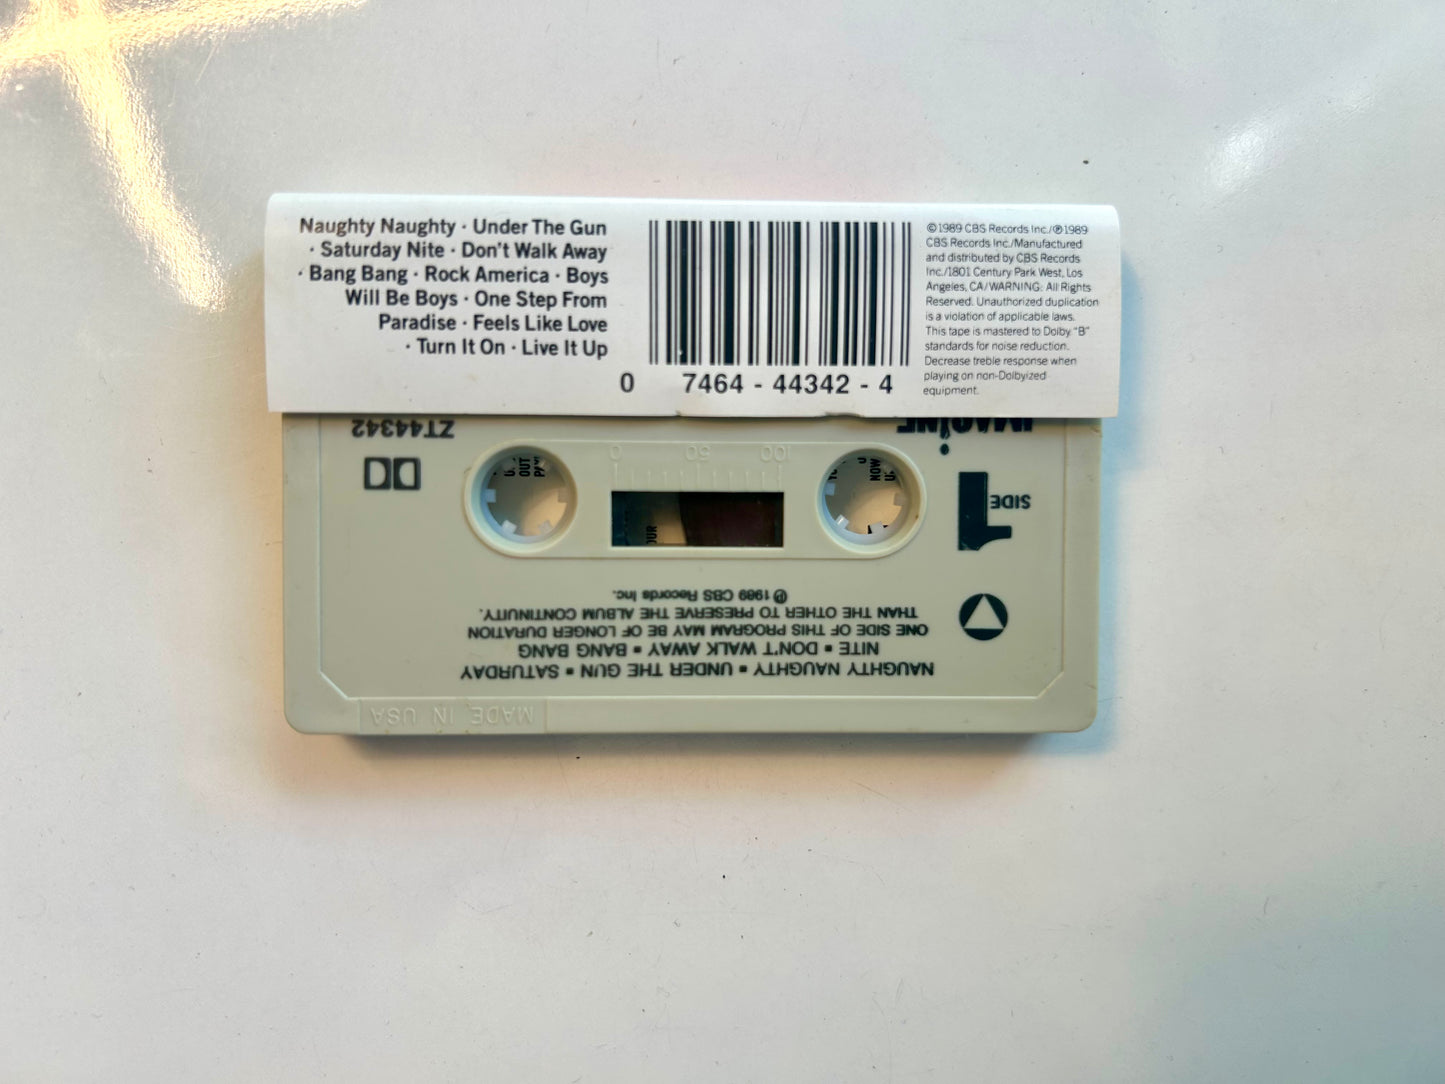 Naughty Naughty · Under The Gun
· Saturday Nite · Don't Walk Away
· Bang Bang · Rock America · Boys
Will Be Boys · One Step From
Paradise · Feels Like Love
· Turn It On · Live It Up
0 7464 - 44342 - 4
©1989 CBS Records Inc./℗1989
CBS Records Inc./Manufactured
and distributed by CBS Records
Inc./1801 Century Park West, Los
Angeles, CA/WARNING: All Rights
Reserved. Unauthorized duplication
is a violation of applicable laws.
This tape is mastered to Dolby "B"
standards for noise reduction.
Decrease treble response when
playing on non-Dolbyized
equipment.
NAUGHTY NAUGHTY ▪ UNDER THE GUN ▪ SATURDAY
NITE ▪ DON'T WALK AWAY ▪ BANG BANG
ONE SIDE OF THIS PROGRAM MAY BE OF LONGER DURATION
THAN THE OTHER TO PRESERVE THE ALBUM CONTINUITY.
℗ 1989 CBS Records Inc.
SIDE 1
100 50 0
IMAGINE
ZT44342
MADE IN USA
OUT
NOW